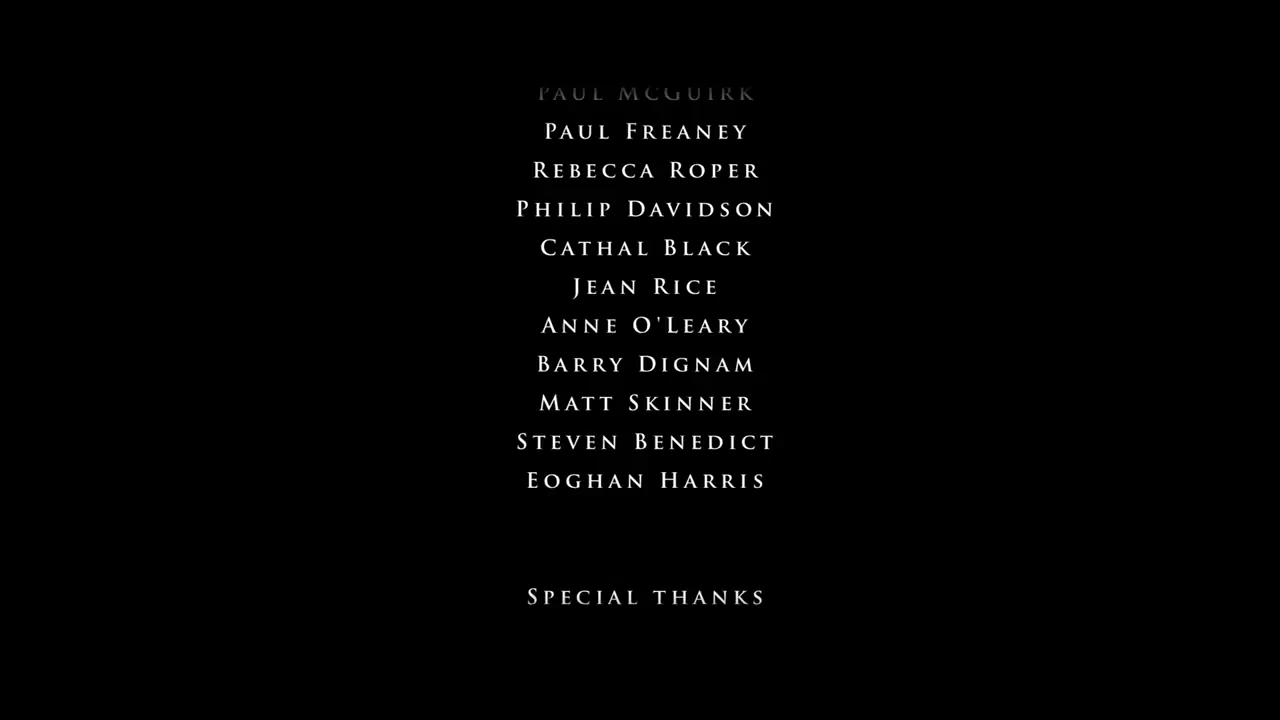 Paul McGuirk
Paul Freaney
Rebecca Roper
Philip Davidson
Cathal Black
Jean Rice
Anne O'Leary
Barry Dignam
Matt Skinner
Steven Benedict
Eoghan Harris
Special thanks